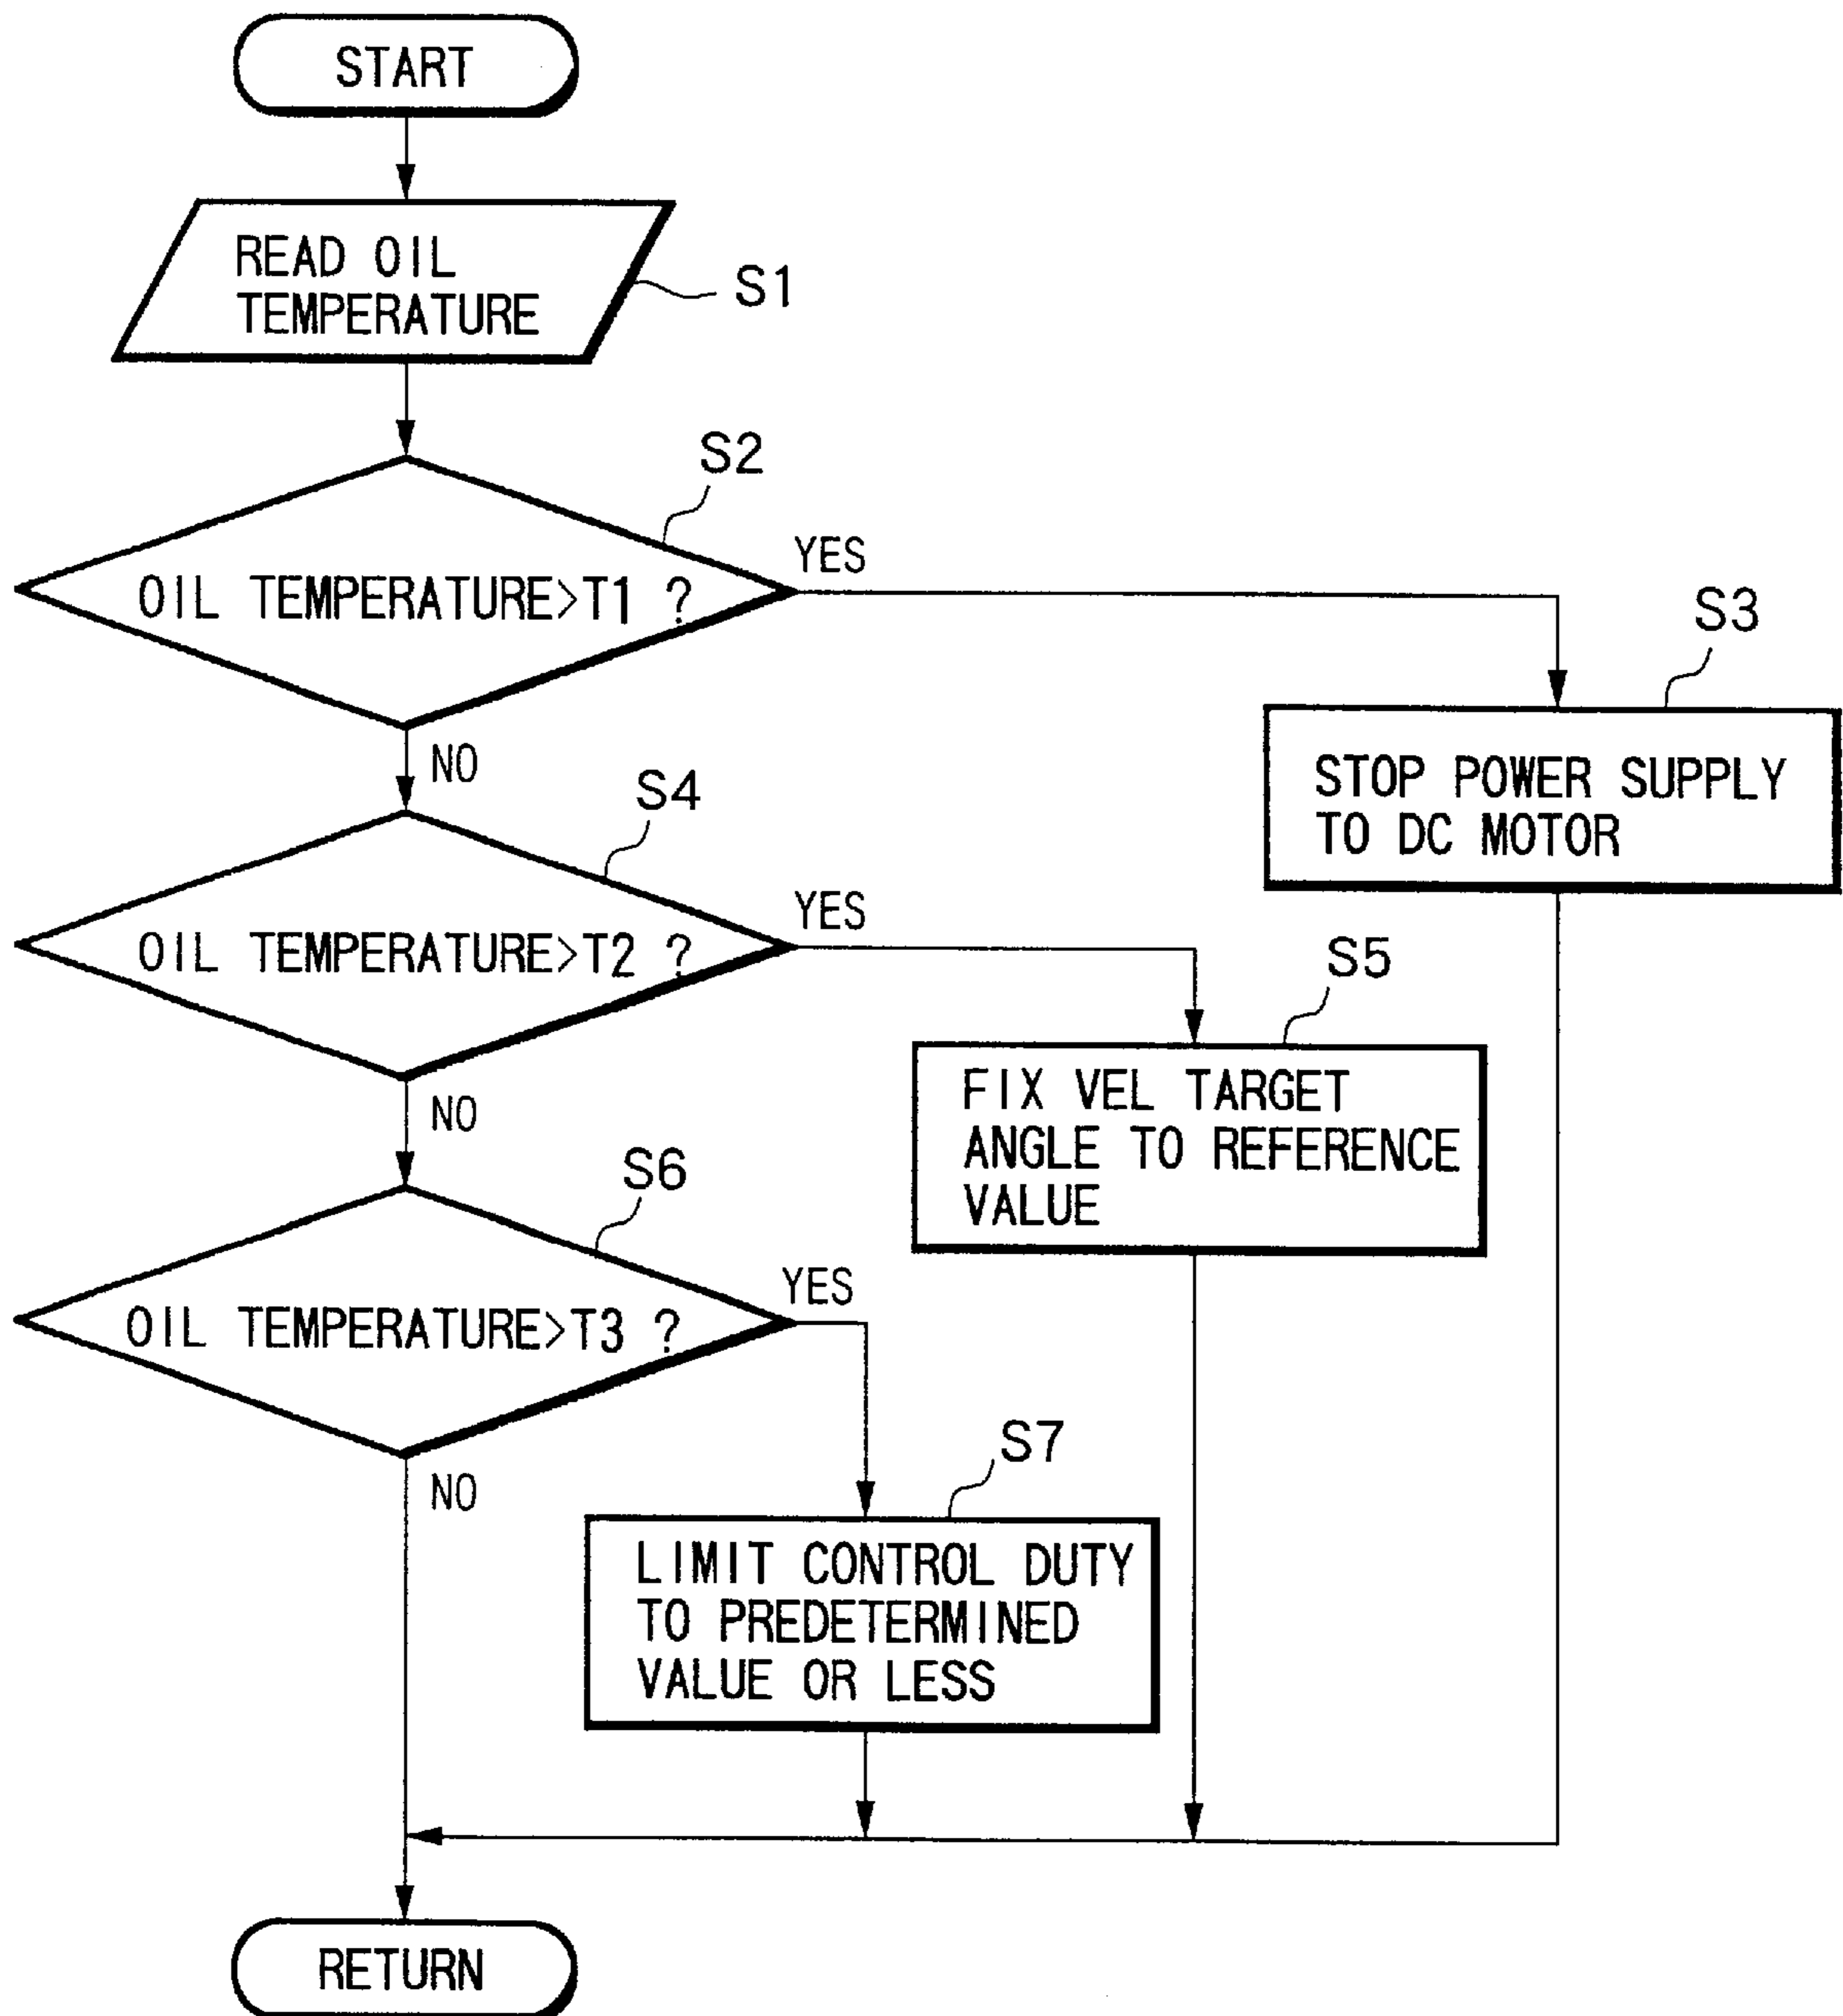 START
READ OIL
TEMPERATURE
S1
S2
OIL TEMPERATURE>T1 ?
YES
NO
S3
STOP POWER SUPPLY
TO DC MOTOR
S4
OIL TEMPERATURE>T2 ?
YES
NO
S5
FIX VEL TARGET
ANGLE TO REFERENCE
VALUE
S6
OIL TEMPERATURE>T3 ?
YES
NO
S7
LIMIT CONTROL DUTY
TO PREDETERMINED
VALUE OR LESS
RETURN